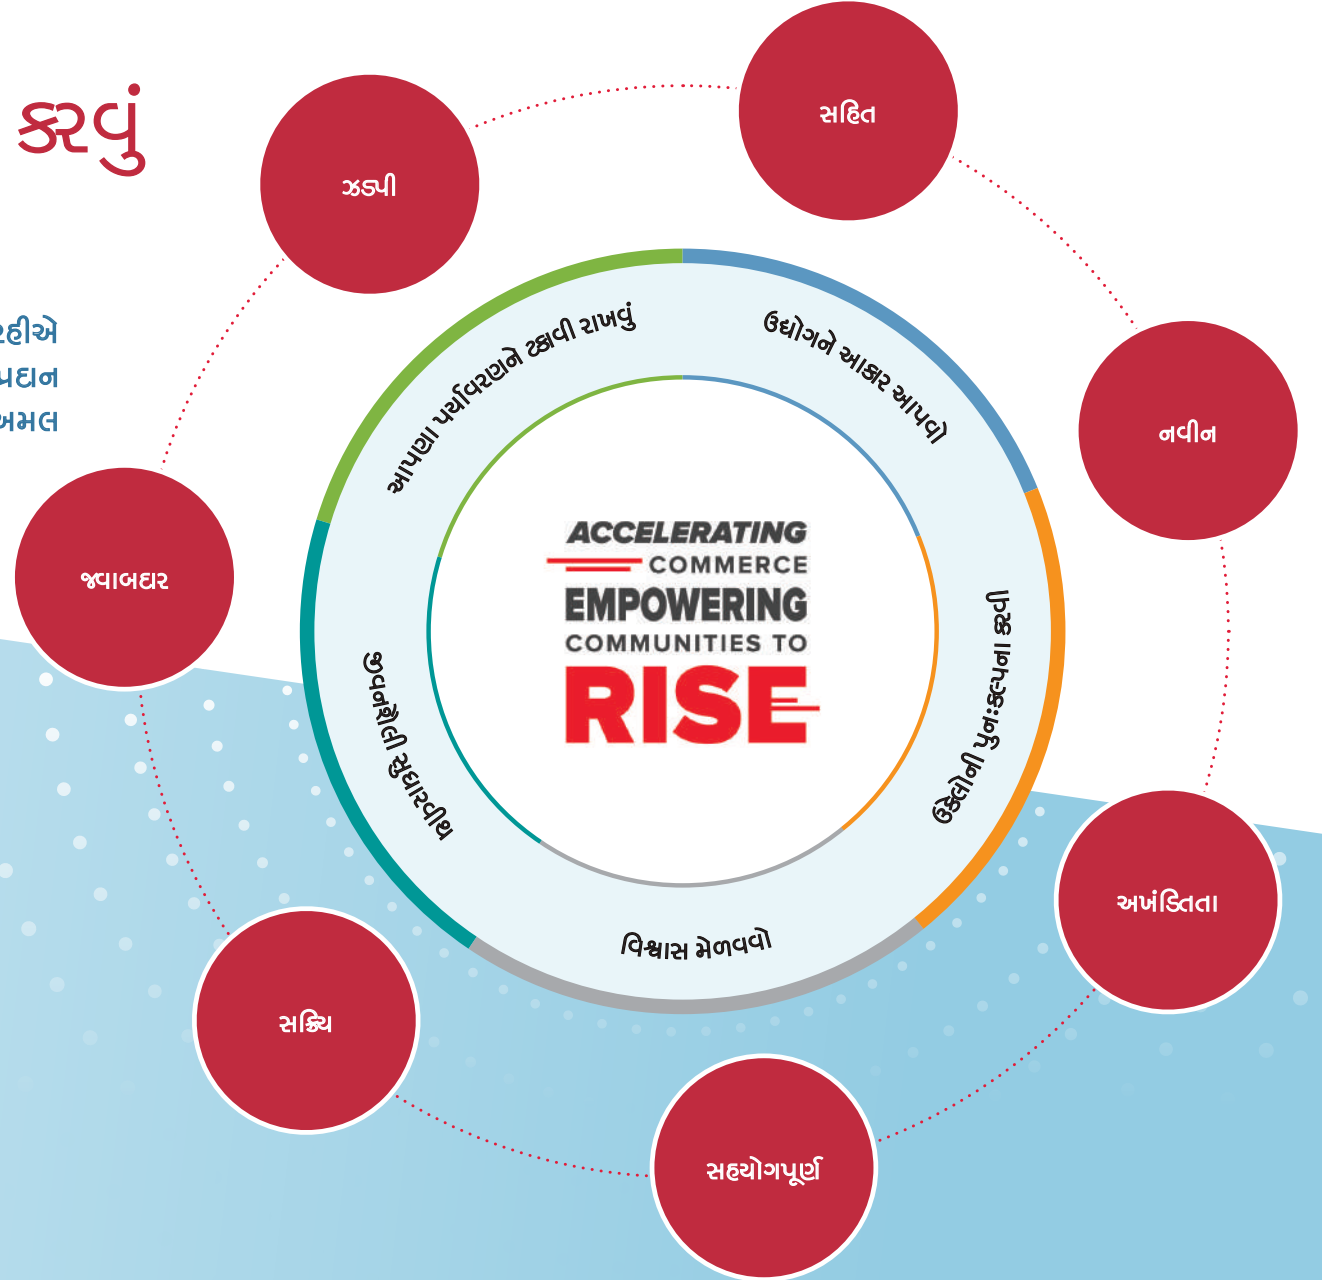 કરવું
રહીએ
પ્રદાન
અમલ
સહિત
ઝડપી
નવીન
જવાબદાર
અખંડિતતા
સક્રિય
સહયોગપૂર્ણ
આપણા પર્યાવરણને ટકાવી રાખવું
ઉદ્યોગને આકાર આપવો
ઉકેલોની પુનઃકલ્પના કરવી
વિશ્વાસ મેળવવો
જીવનશૈલી સુધારવીથ
ACCELERATING
COMMERCE
EMPOWERING
COMMUNITIES TO
RISE